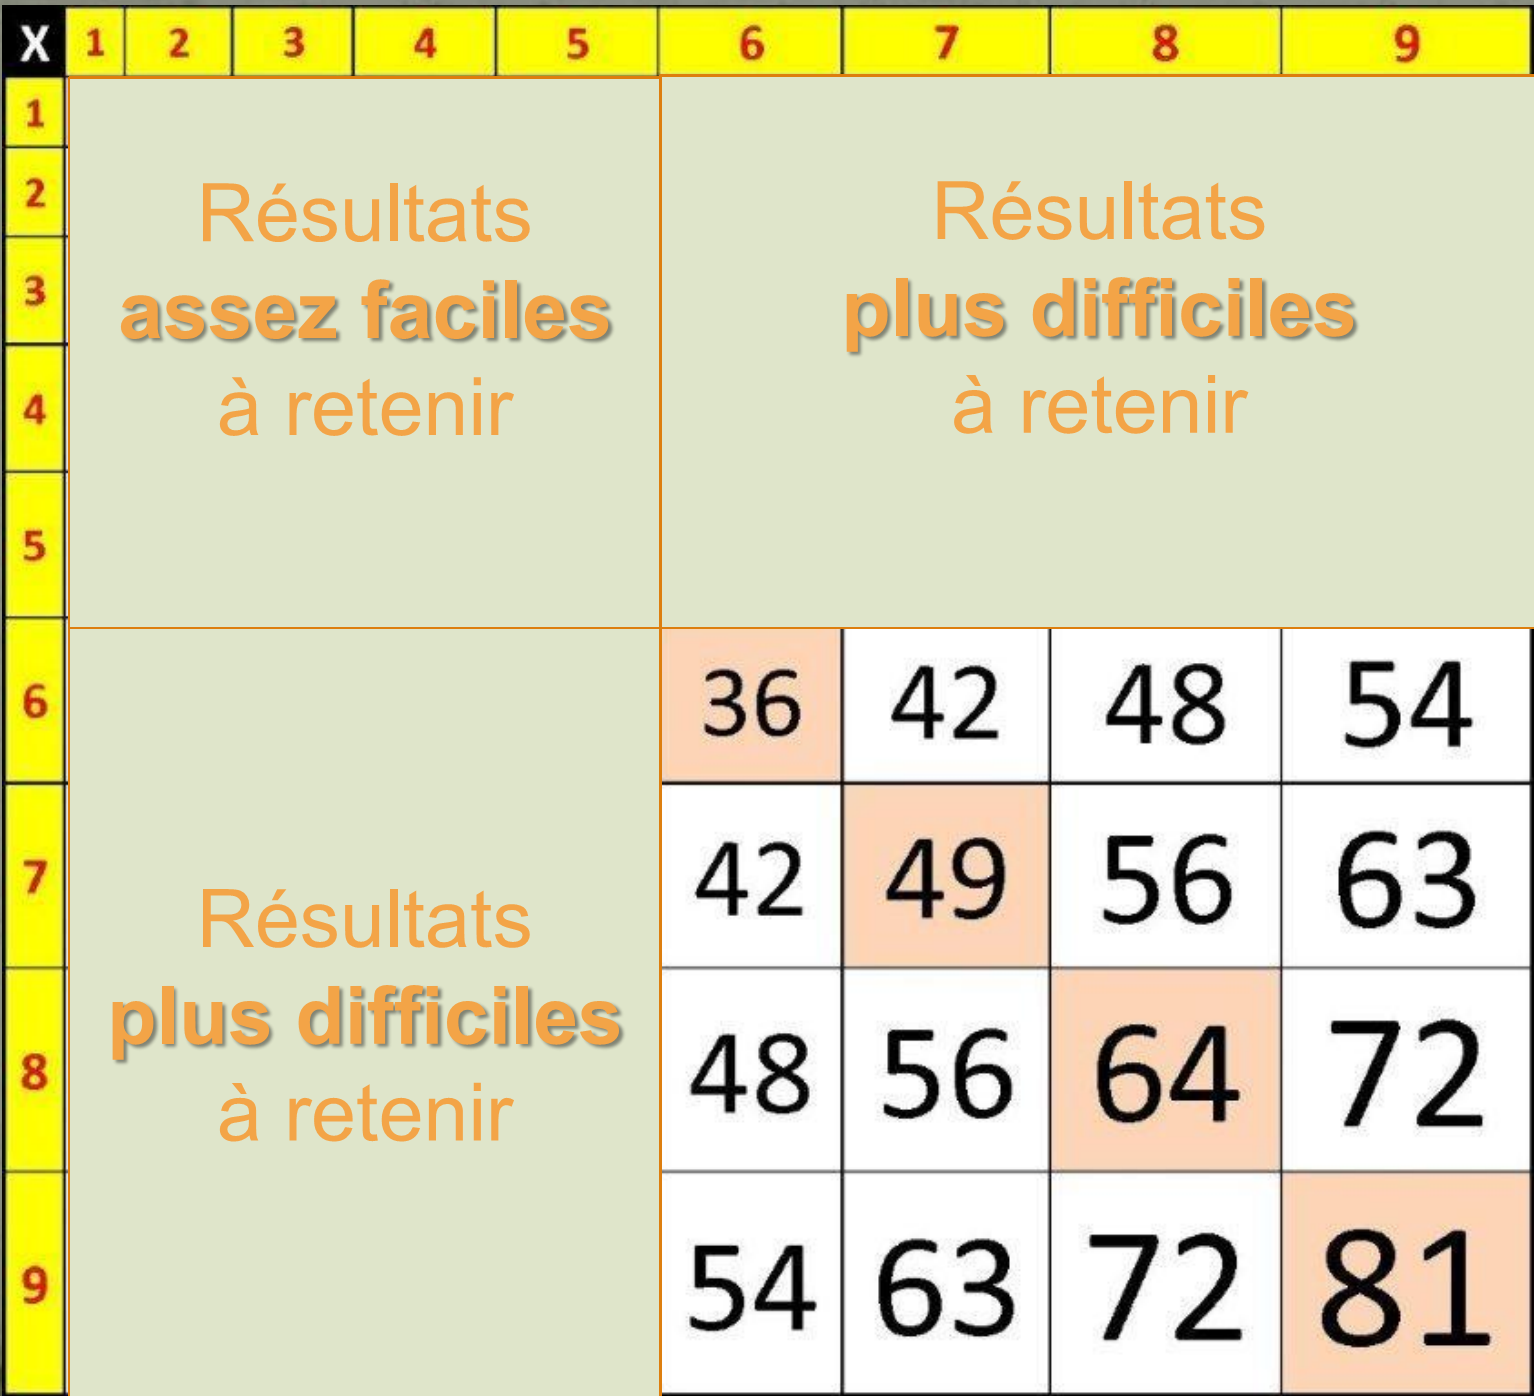 X 1 2 3 4 5 6 7 8 9
1
2
3
4
5
Résultats
assez faciles
à retenir
Résultats
plus difficiles
à retenir
6
7
8
9
Résultats
plus difficiles
à retenir
36 42 48 54
42 49 56 63
48 56 64 72
54 63 72 81